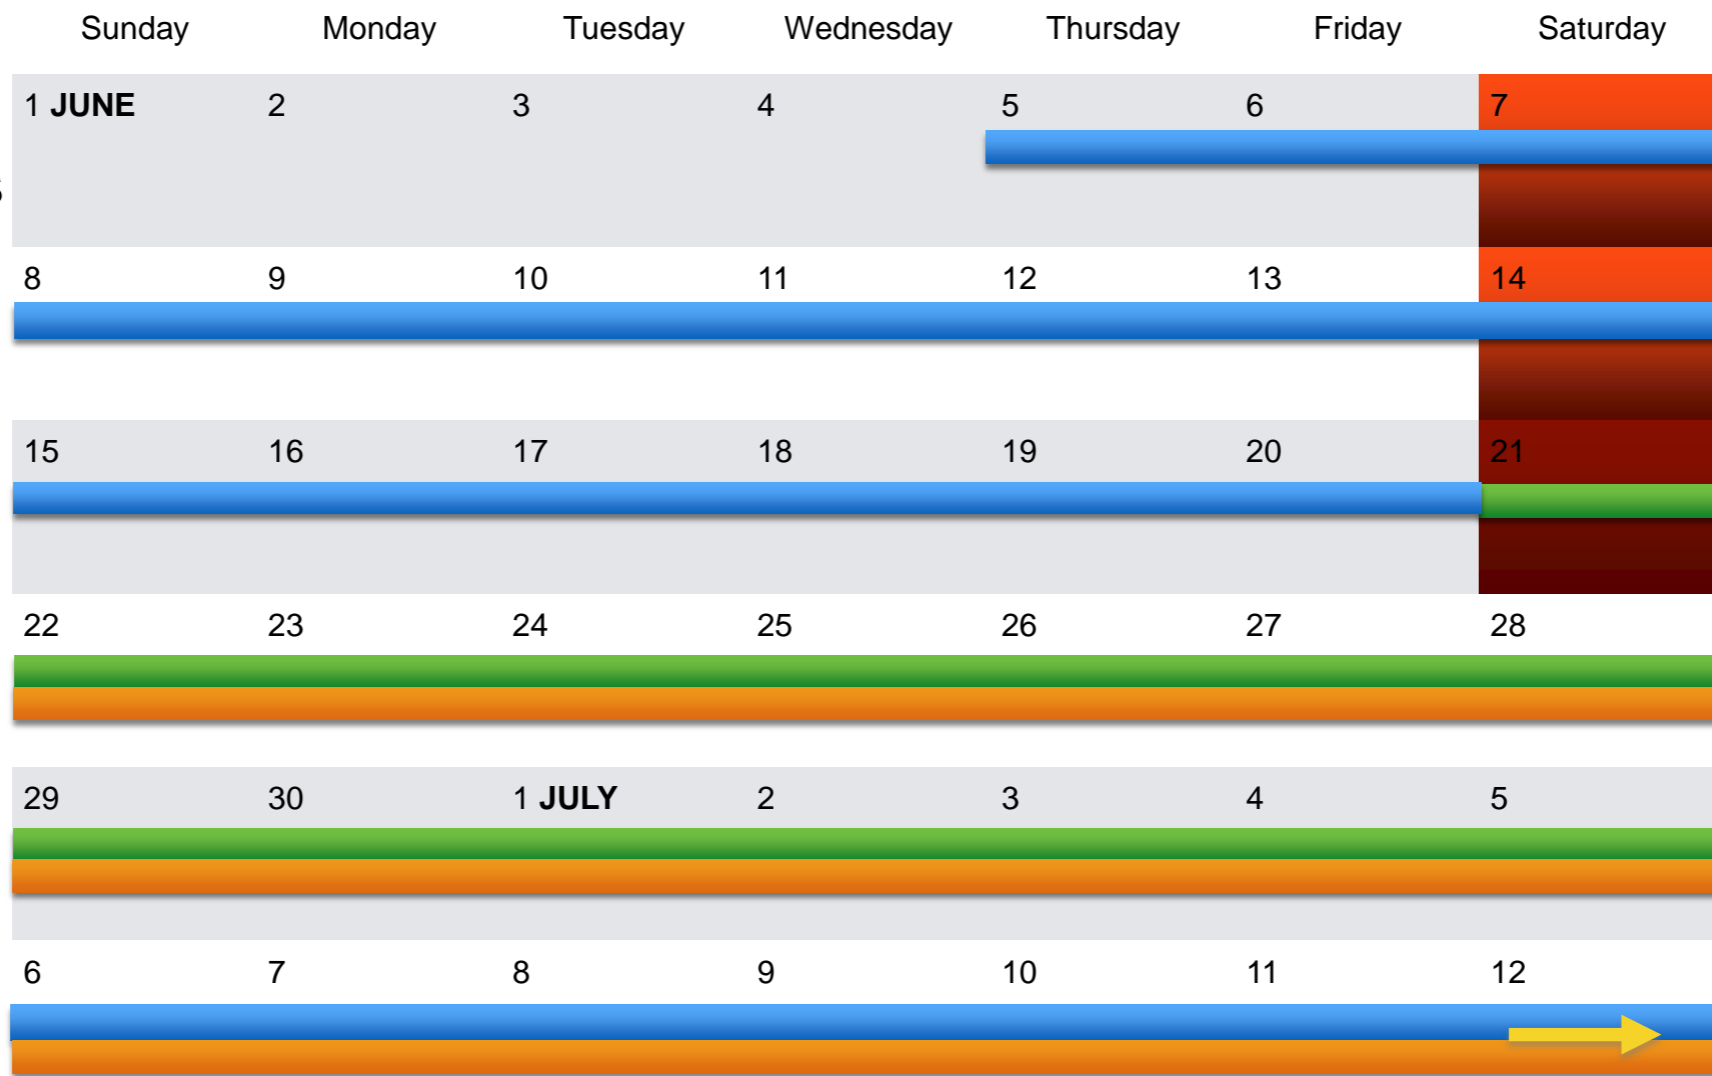 Sunday Monday Tuesday Wednesday Thursday Friday Saturday
1 JUNE 2 3 4 5 6 7
8 9 10 11 12 13 14
15 16 17 18 19 20 21
22 23 24 25 26 27 28
29 30 1 JULY 2 3 4 5
6 7 8 9 10 11 12